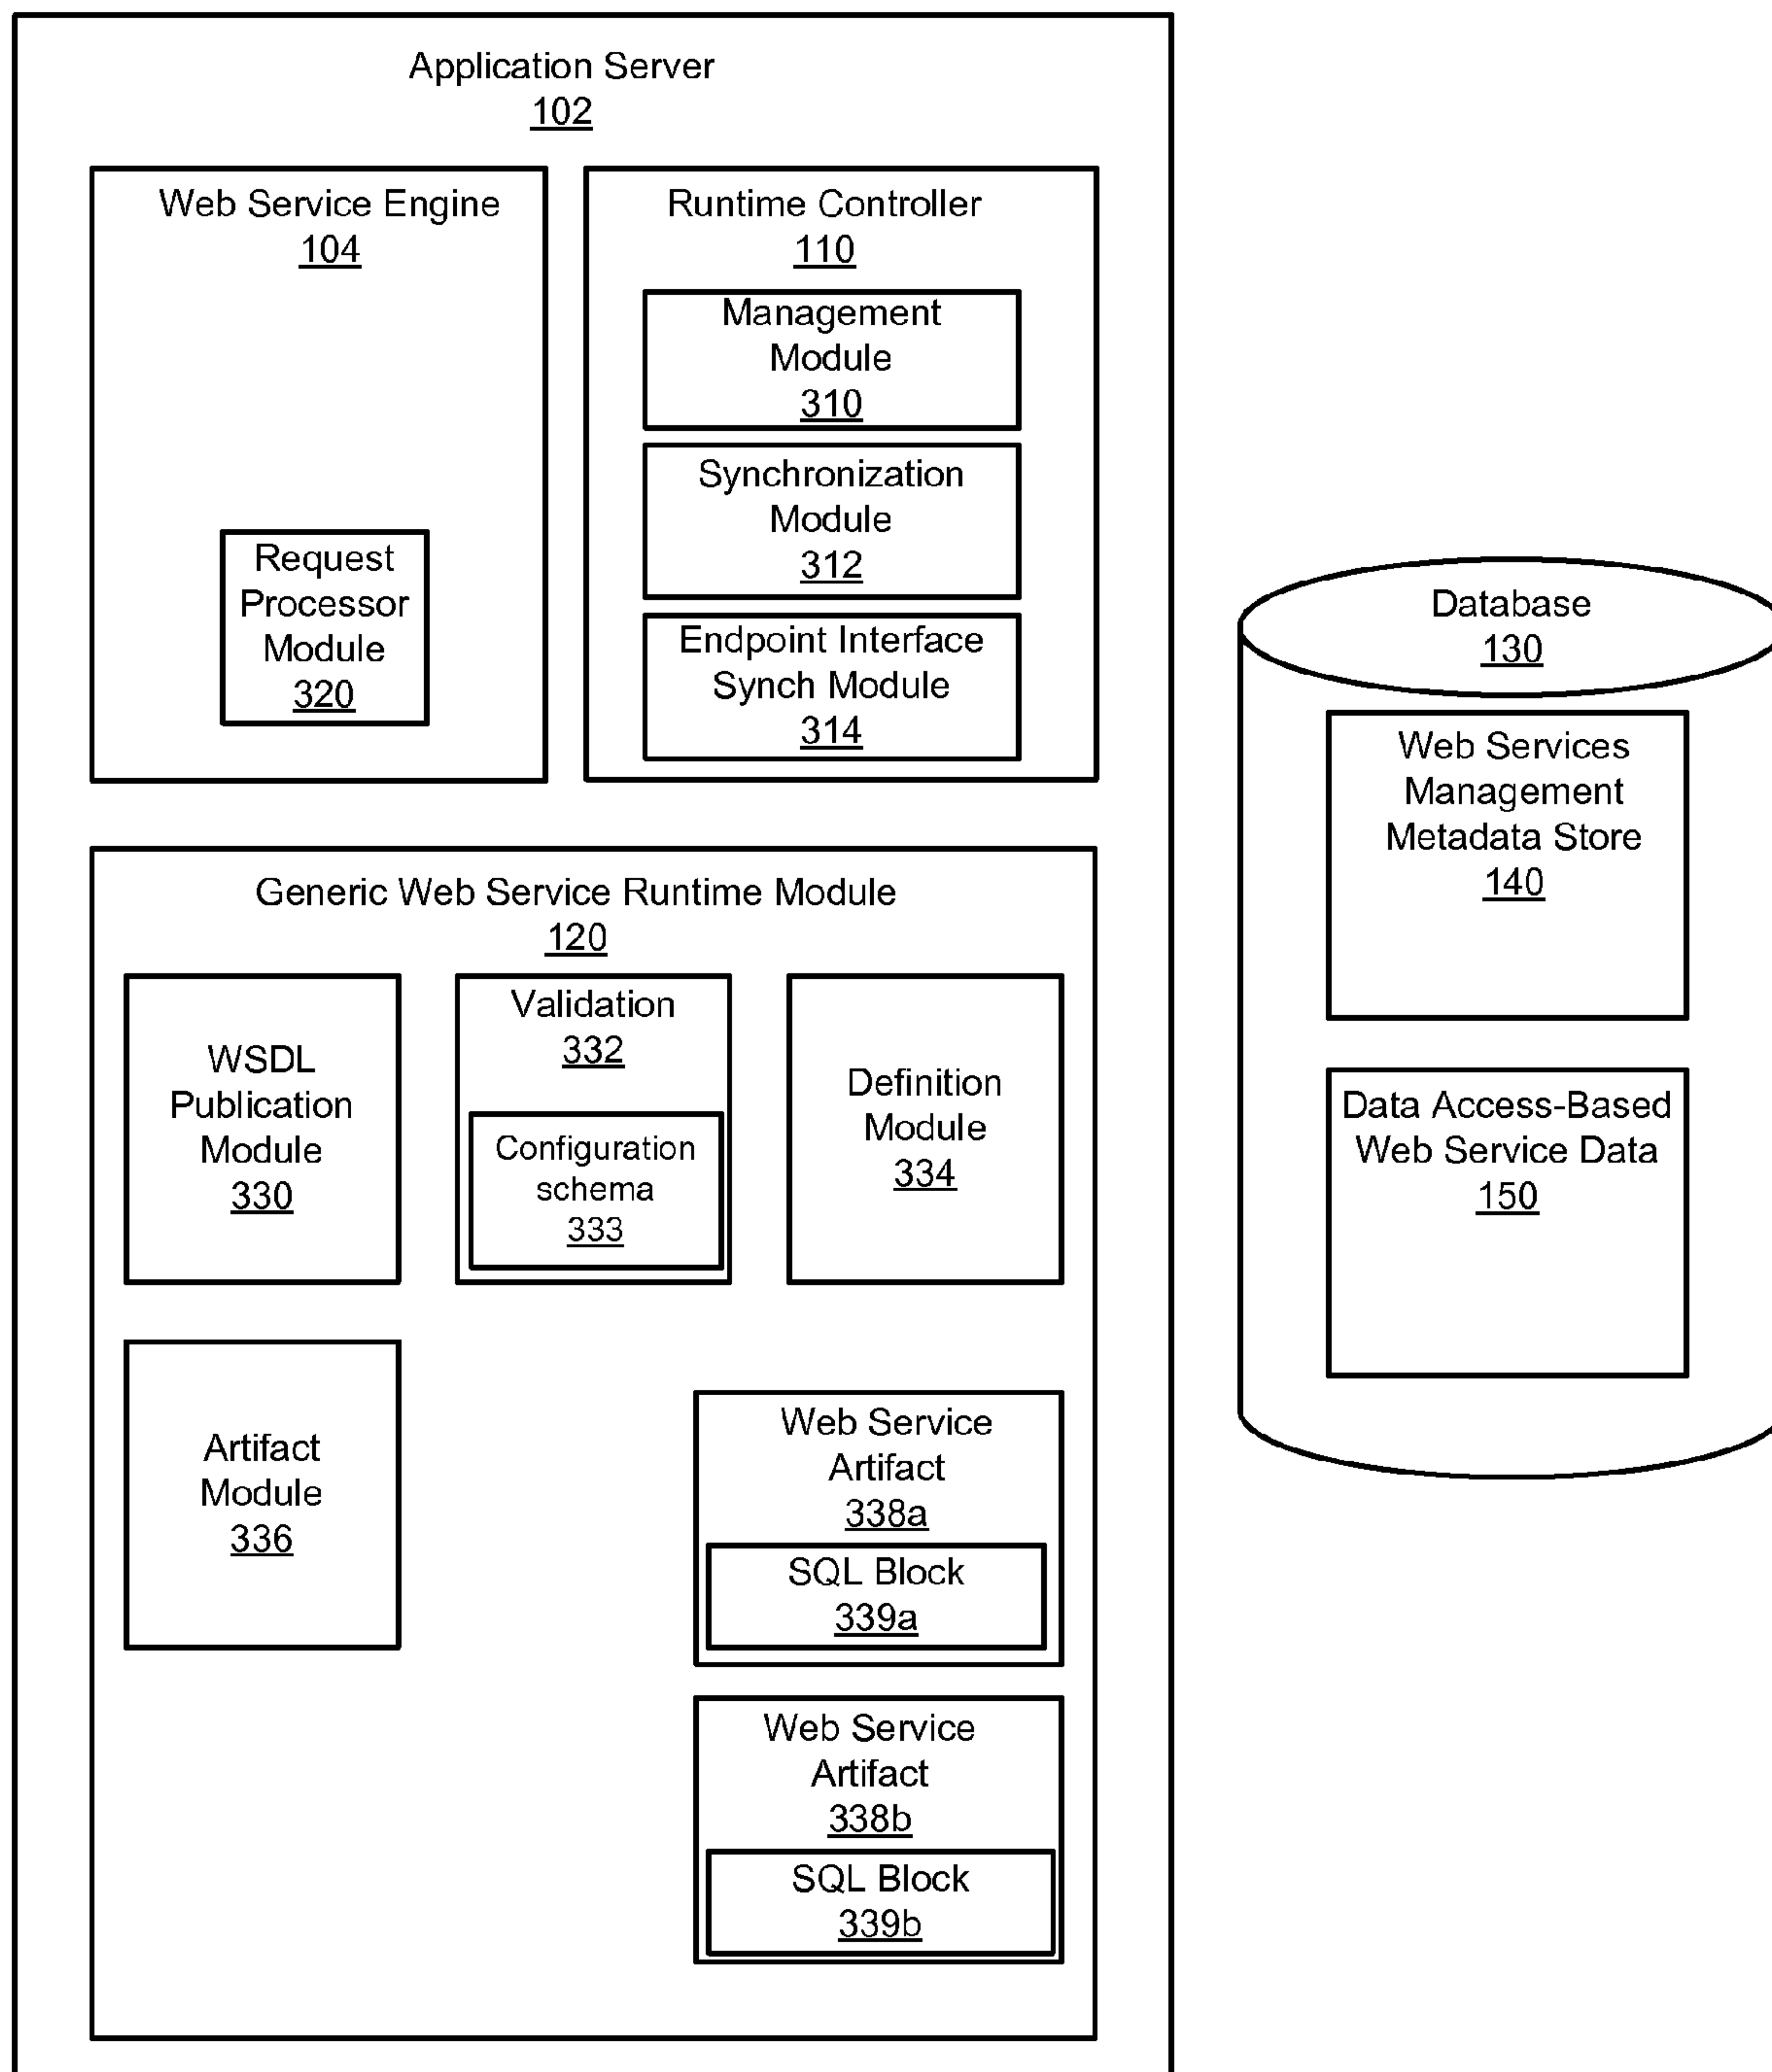 Application Server
102
Web Service Engine
104
Request
Processor
Module
320
Runtime Controller
110
Management
Module
310
Synchronization
Module
312
Endpoint Interface
Synch Module
314
Generic Web Service Runtime Module
120
WSDL
Publication
Module
330
Validation
332
Configuration
schema
333
Definition
Module
334
Artifact
Module
336
Web Service
Artifact
338a
SQL Block
339a
Web Service
Artifact
338b
SQL Block
339b
Database
130
Web Services
Management
Metadata Store
140
Data Access-Based
Web Service Data
150